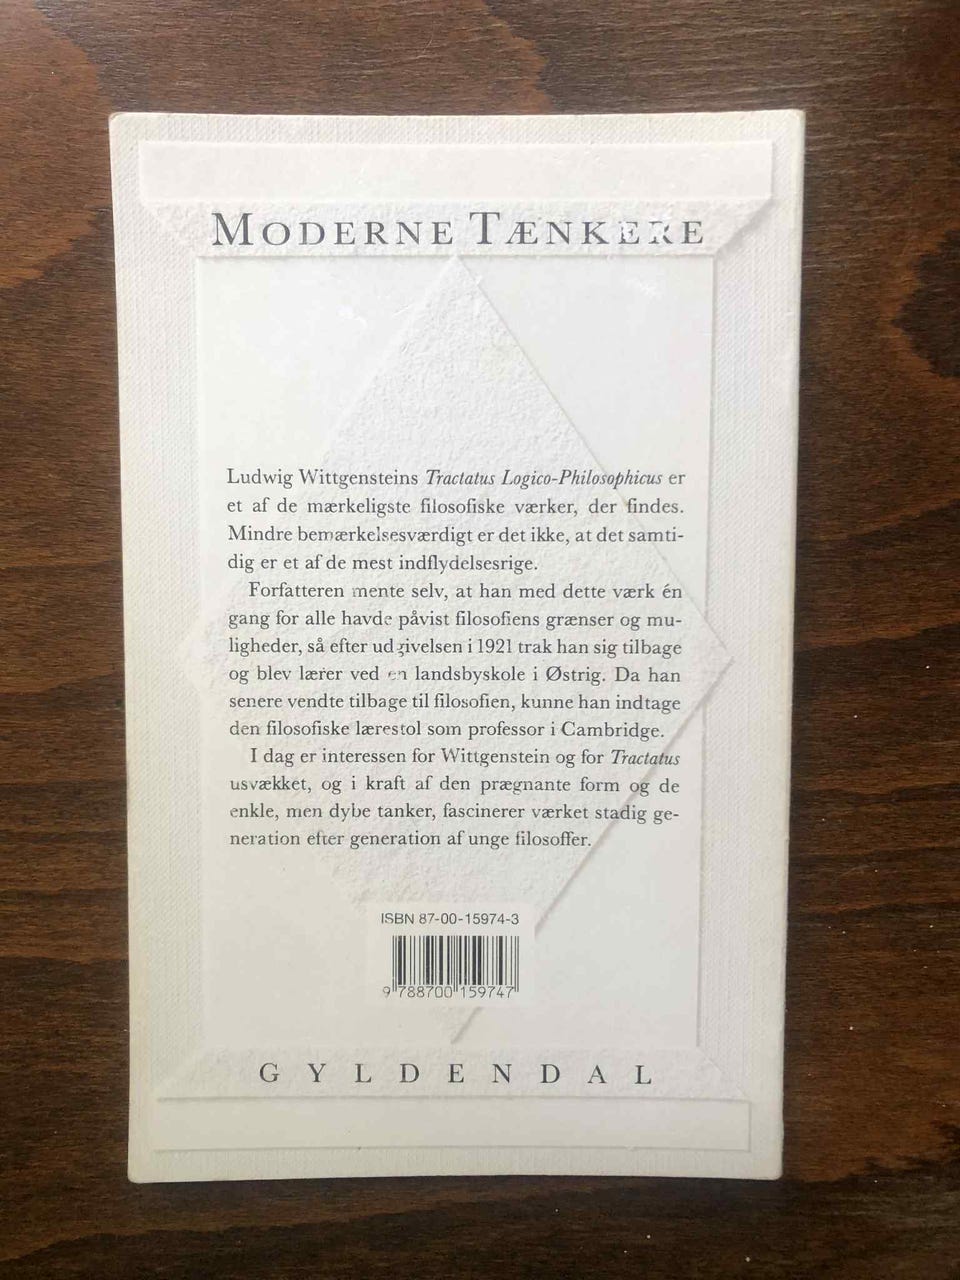 MODERNE TÆNKERE
Ludwig Wittgensteins Tractatus Logico-Philosophicus er
et af de mærkeligste filosofiske værker, der findes.
Mindre bemærkelsesværdigt er det ikke, at det samti-
dig er et af de mest indflydelsesrige.
Forfatteren mente selv, at han med dette værk én
gang for alle havde påvist filosofiens grænser og mu-
ligheder, så efter udgivelsen i 1921 trak han sig tilbage
og blev lærer ved en landsbyskole i Østrig. Da han
senere vendte tilbage til filosofien, kunne han indtage
den filosofiske lærestol som professor i Cambridge.
I dag er interessen for Wittgenstein og for Tractatus
usvækket, og i kraft af den prægnante form og de
enkle, men dybe tanker, fascinerer værket stadig ge-
neration efter generation af unge filosoffer.
ISBN 87-00-15974-3
9 788700 159747
GYLDENDAL